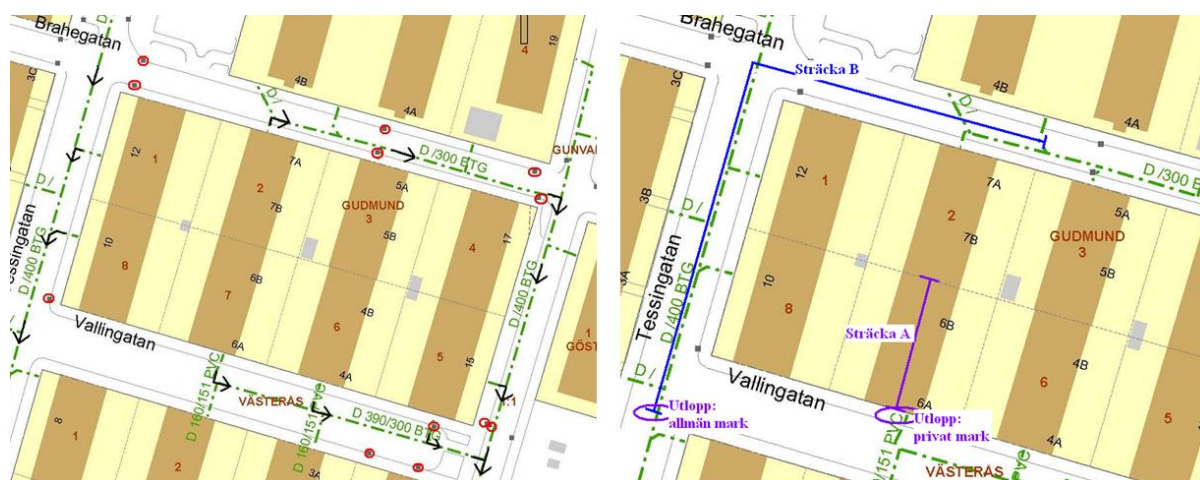 Brahegatan
3C
4B
4A
4
19
D /
D /300 BTG
GUNVA
12
1
2
7A
7B
GUDMUND
3
5A
5B
4
17
D /
D /400 BTG
D /400 BTG
10
8
7
6B
6
4B
5
15
1
GÖST
Vallingatan
6A
4A
VÄSTERÅS
1:1
D 160/151 PVC
D 390/300 BTG
8
1
2
3A
Brahegatan
3C
Sträcka B
4B
4A
D /
D /300 B
12
1
2
7A
7B
GUDMUND
3
5A
5B
3B
D /
Tessingatan
D /400 BTG
10
8
Sträcka A
6B
4B
6
5
3A
D /
Vallingatan
6A
4A
Utlopp:
allmän mark
Utlopp:
privat mark
/151 PVC
VÄSTERÅS